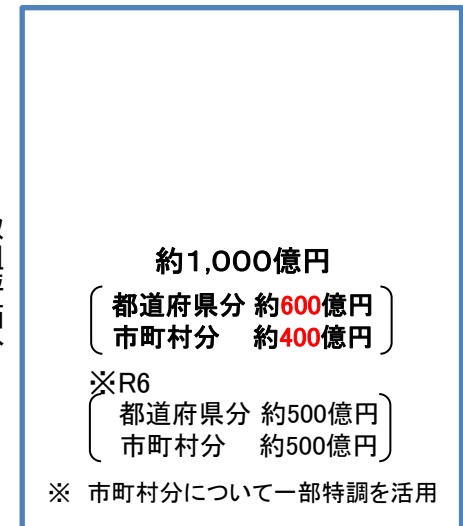 約1,000億円
都道府県分 約600億円
市町村分 約400億円
※R6
都道府県分 約500億円
市町村分 約500億円
※ 市町村分について一部特調を活用